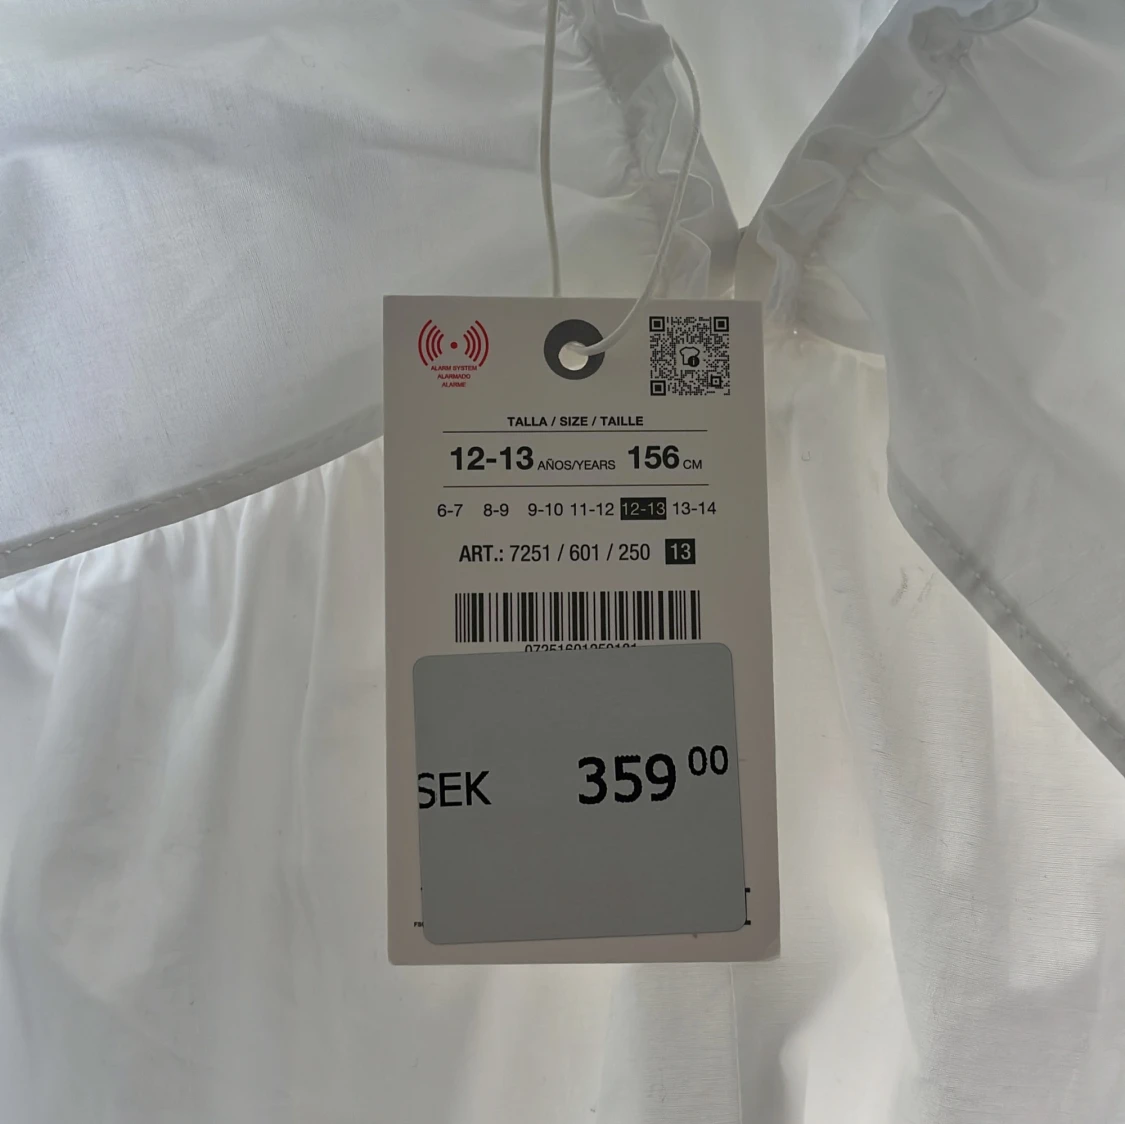 ALARM SYSTEM
ALARMADO
ALARME
TALLA / SIZE / TAILLE
12-13 AÑOS/YEARS 156 CM
6-7 8-9 9-10 11-12 12-13 13-14
ART.: 7251 / 601 / 250 13
SEK 359 00